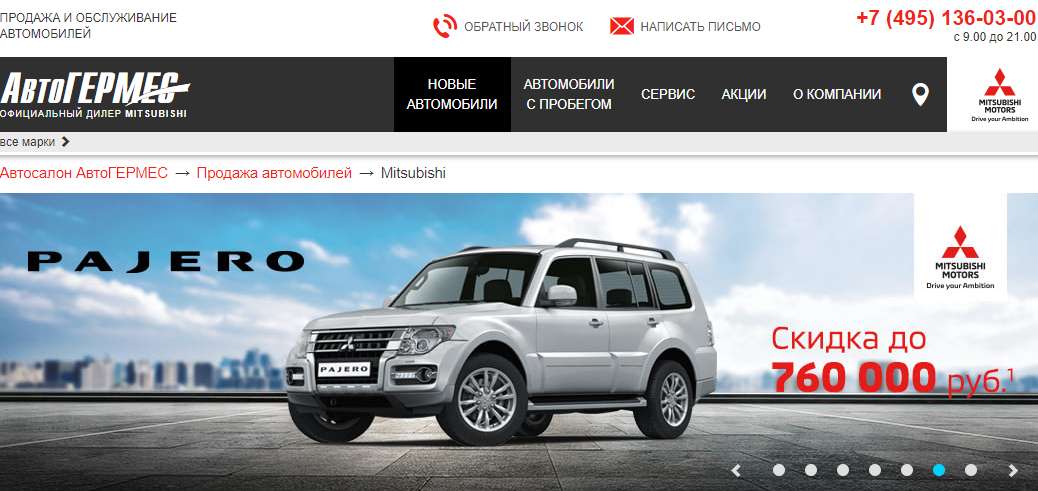 ПРОДАЖА И ОБСЛУЖИВАНИЕ
АВТОМОБИЛЕЙ
ОБРАТНЫЙ ЗВОНОК
НАПИСАТЬ ПИСЬМО
+7 (495) 136-03-00
с 9.00 до 21.00
АвтоГЕРМЕС
ОФИЦИАЛЬНЫЙ ДИЛЕР MITSUBISHI
НОВЫЕ
АВТОМОБИЛИ
АВТОМОБИЛИ
С ПРОБЕГОМ
СЕРВИС
АКЦИИ
О КОМПАНИИ
MITSUBISHI
MOTORS
Drive your Ambition
все марки
Автосалон АвтоГЕРМЕС → Продажа автомобилей → Mitsubishi
PAJERO
MITSUBISHI
MOTORS
Drive your Ambition
PAJERO
Скидка до
760 000 руб.¹